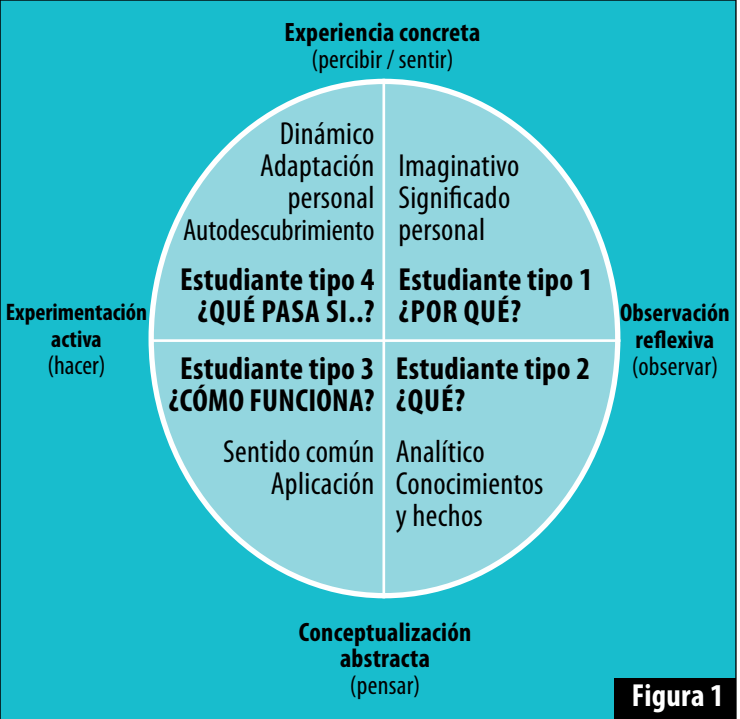 Experiencia concreta
(percibir / sentir)
Dinámico
Adaptación
personal
Autodescubrimiento
Estudiante tipo 4
¿QUÉ PASA SI..?
Imaginativo
Significado
personal
Estudiante tipo 1
¿POR QUÉ?
Experimentación
activa
(hacer)
Observación
reflexiva
(observar)
Estudiante tipo 3
¿CÓMO FUNCIONA?
Sentido común
Aplicación
Estudiante tipo 2
¿QUÉ?
Analítico
Conocimientos
y hechos
Conceptualización
abstracta
(pensar)
Figura 1